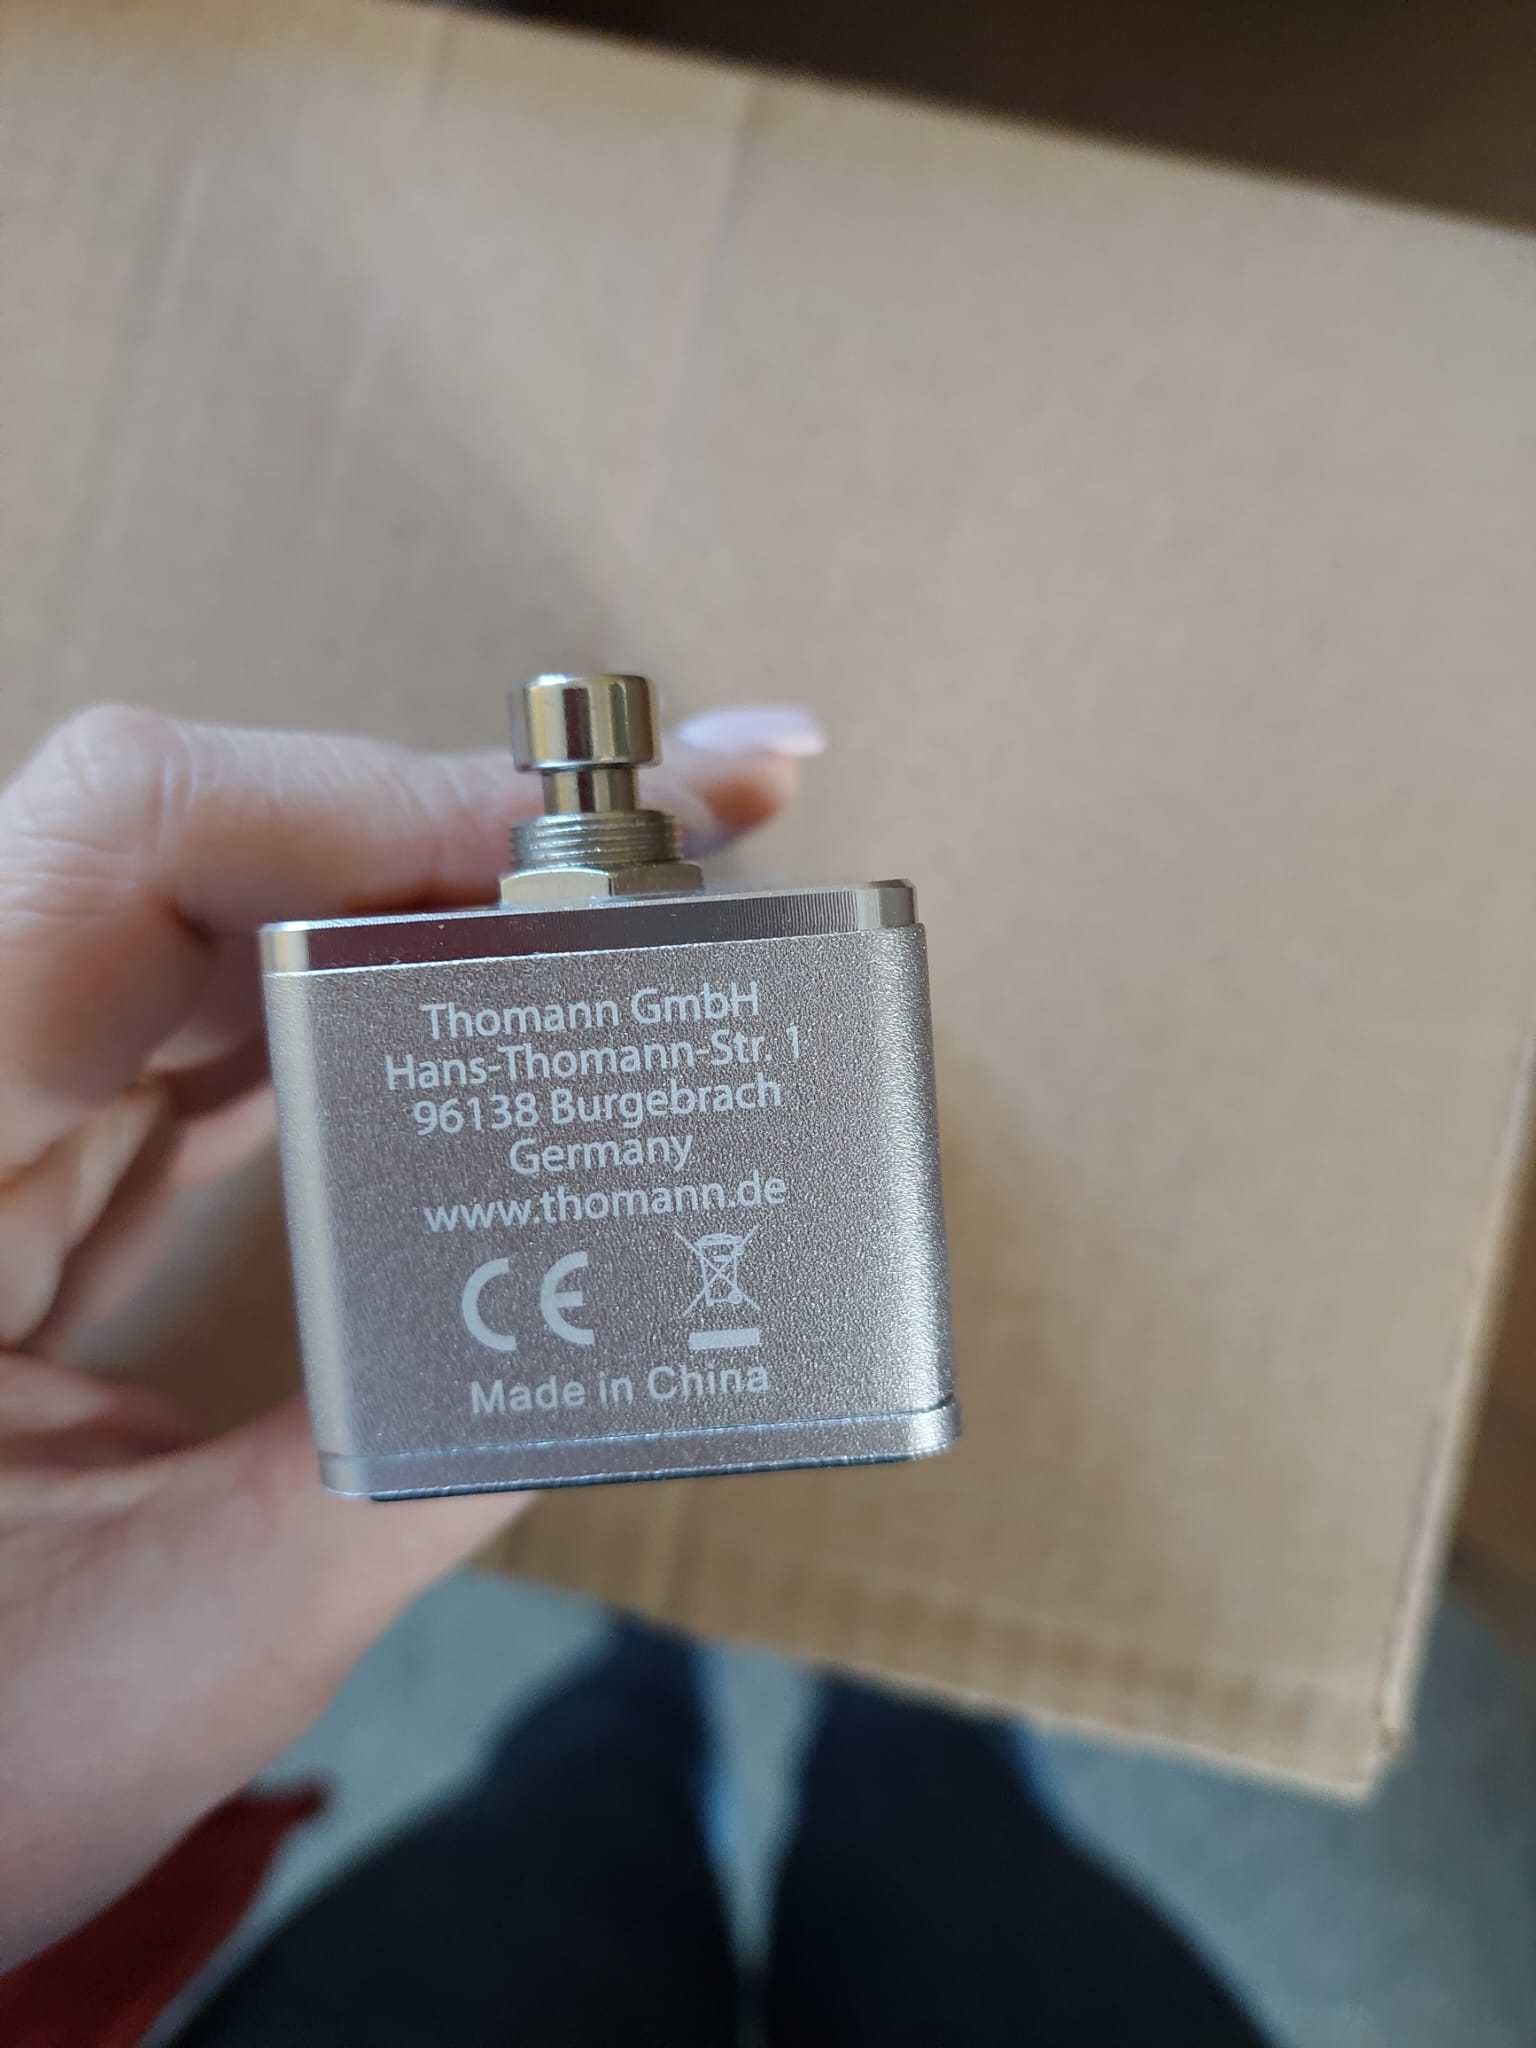 Thomann GmbH
Hans-Thomann-Str. 1
96138 Burgebrach
Germany
www.thomann.de
CE
Made in China